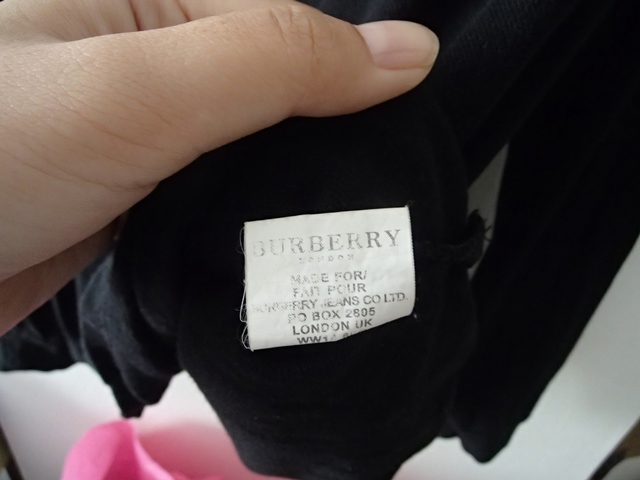 BURBERRY
LONDON
MADE FOR/
FAIT POUR
BURBERRY JEANS CO LTD.
PO BOX 2805
LONDON UK